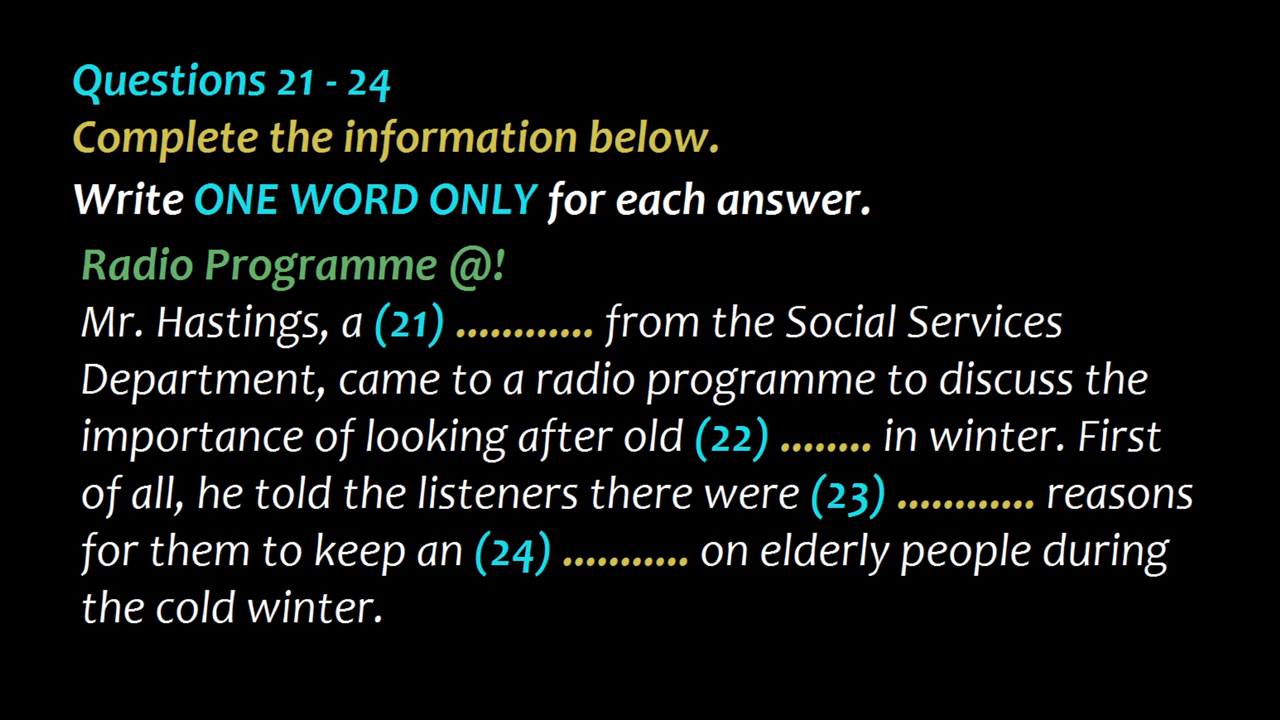 Questions 21 - 24
Complete the information below.
Write ONE WORD ONLY for each answer.
Radio Programme @!
Mr. Hastings, a (21) ............ from the Social Services
Department, came to a radio programme to discuss the
importance of looking after old (22) ........ in winter. First
of all, he told the listeners there were (23) ............ reasons
for them to keep an (24) ........... on elderly people during
the cold winter.